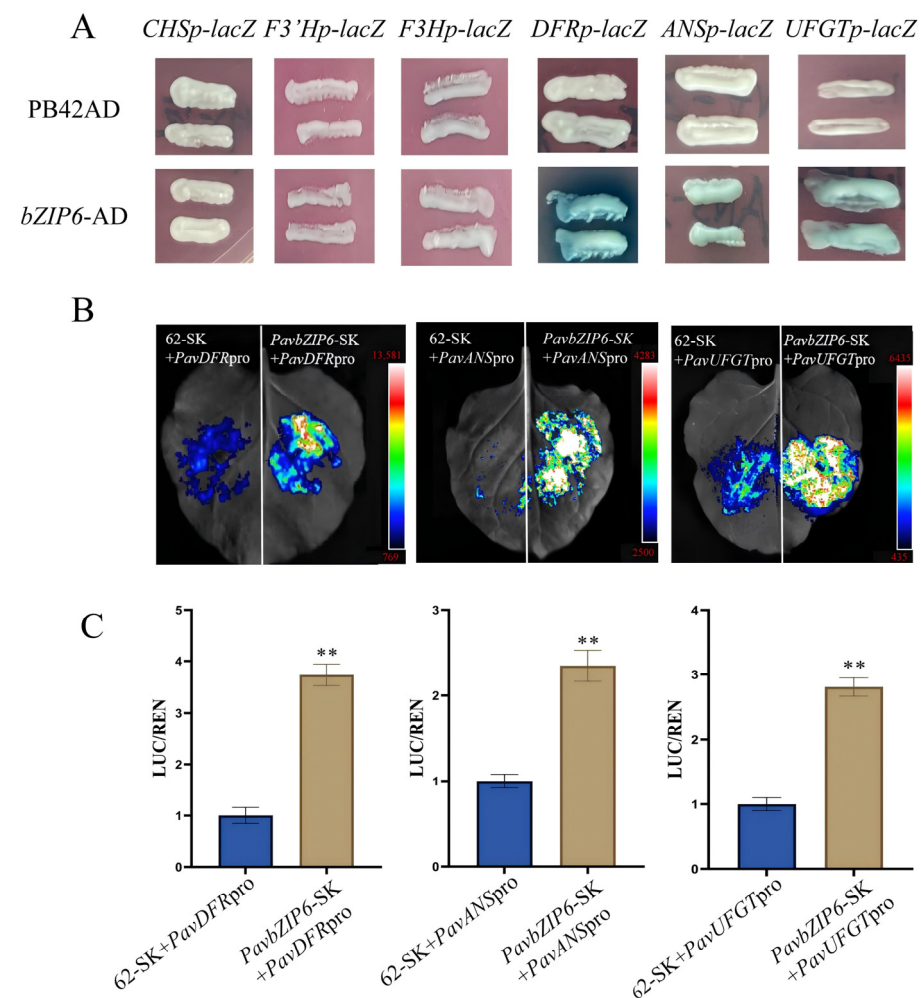 A
CHSp-lacZ F3’Hp-lacZ F3Hp-lacZ DFRp-lacZ ANSp-lacZ UFGTp-lacZ
PB42AD
bZIP6-AD
B
62-SK
+PavDFRpro
PavbZIP6-SK
+PavDFRpro
13,581
769
62-SK
+PavANSpro
PavbZIP6-SK
+PavANSpro
4283
2500
62-SK
+PavUFGTpro
PavbZIP6-SK
+PavUFGTpro
6435
435
C
LUC/REN
5
4
3
2
1
0
**
62-SK+PavDFRpro
PavbZIP6-SK
+PavDFRpro
LUC/REN
3
2
1
0
**
62-SK+PavANSpro
PavbZIP6-SK
+PavANSpro
LUC/REN
4
3
2
1
0
**
62-SK+PavUFGTpro
PavbZIP6-SK
+PavUFGTpro